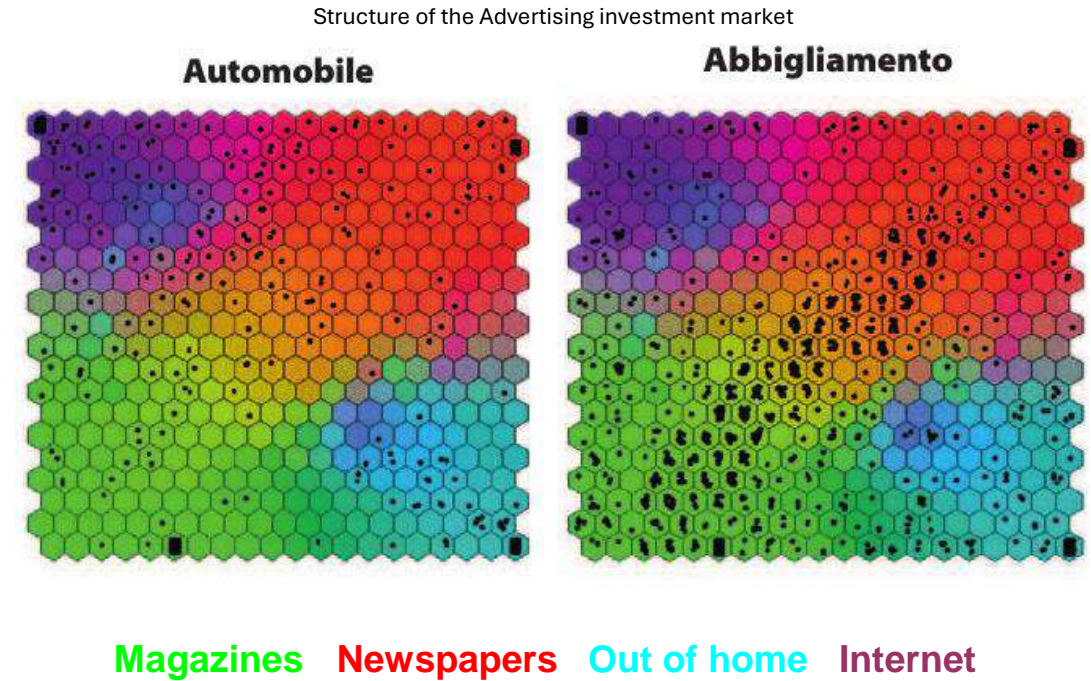 Structure of the Advertising investment market
Automobile
Abbigliamento
Magazines Newspapers Out of home Internet